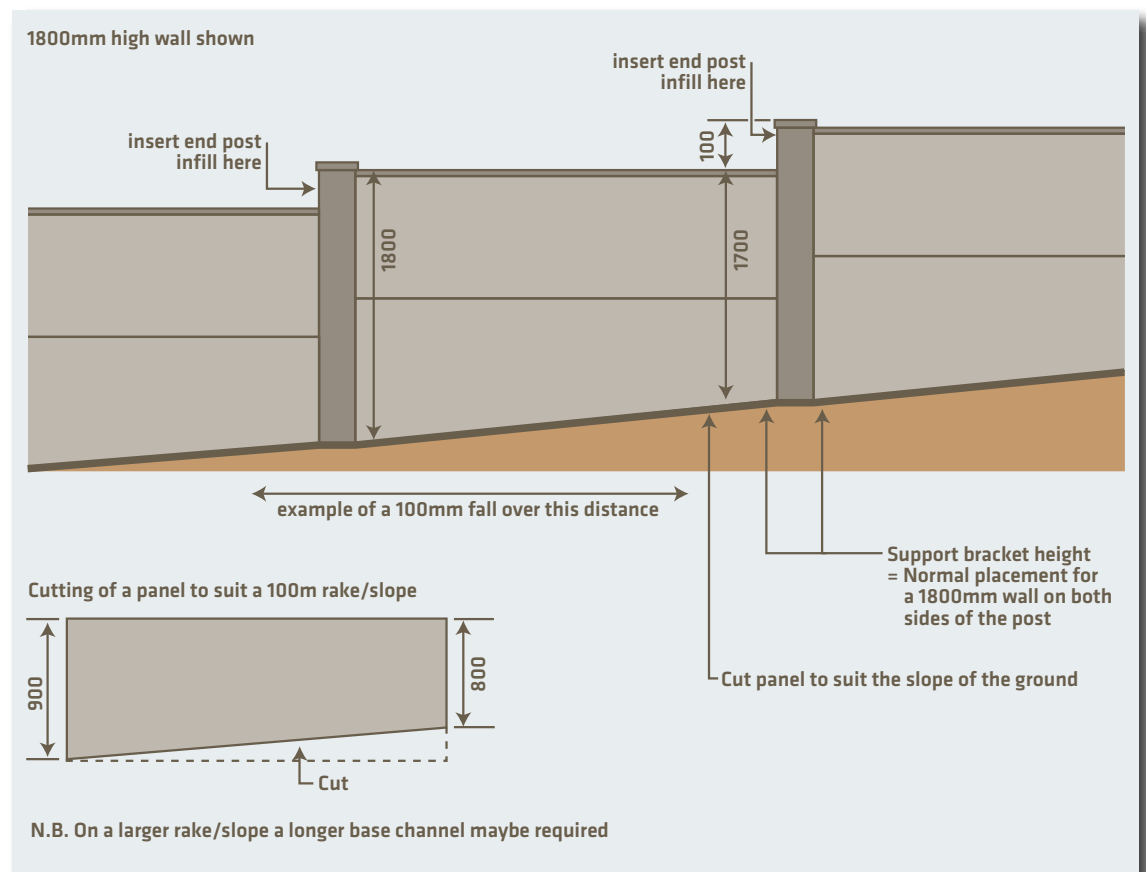 1800mm high wall shown
insert end post
infill here
insert end post
infill here
100
1800
1700
example of a 100mm fall over this distance
Support bracket height
= Normal placement for
a 1800mm wall on both
sides of the post
Cutting of a panel to suit a 100m rake/slope
900
800
Cut panel to suit the slope of the ground
Cut
N.B. On a larger rake/slope a longer base channel maybe required